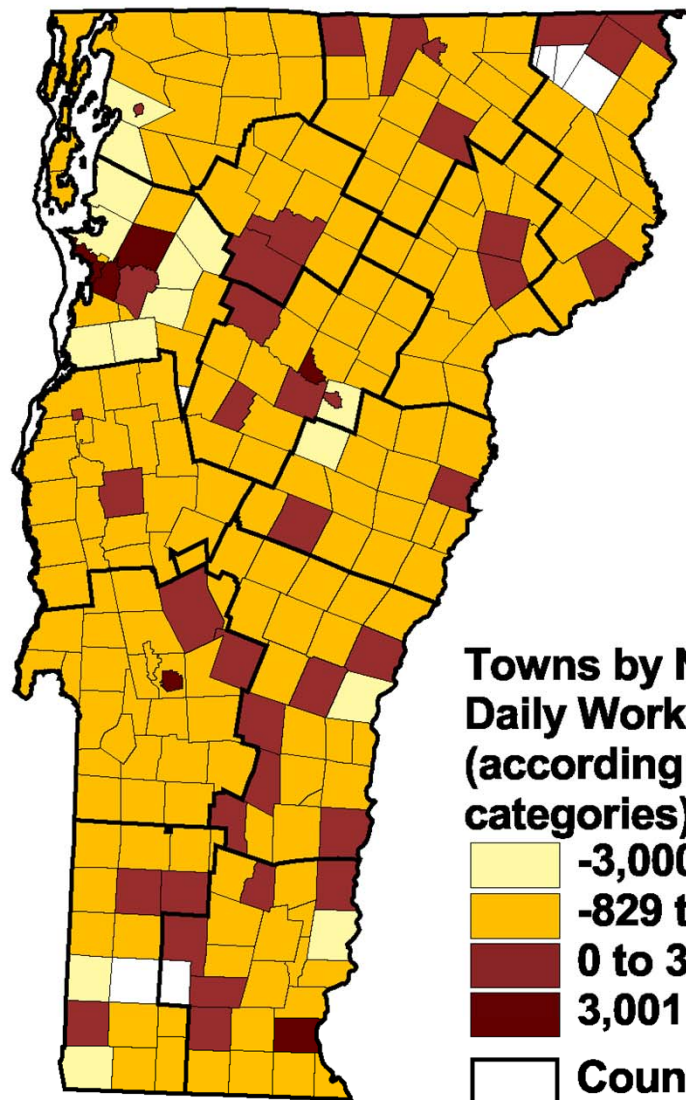 Towns by N
Daily Work
(according
categories)
-3,000
-829 t
0 to 3
3,001
Coun